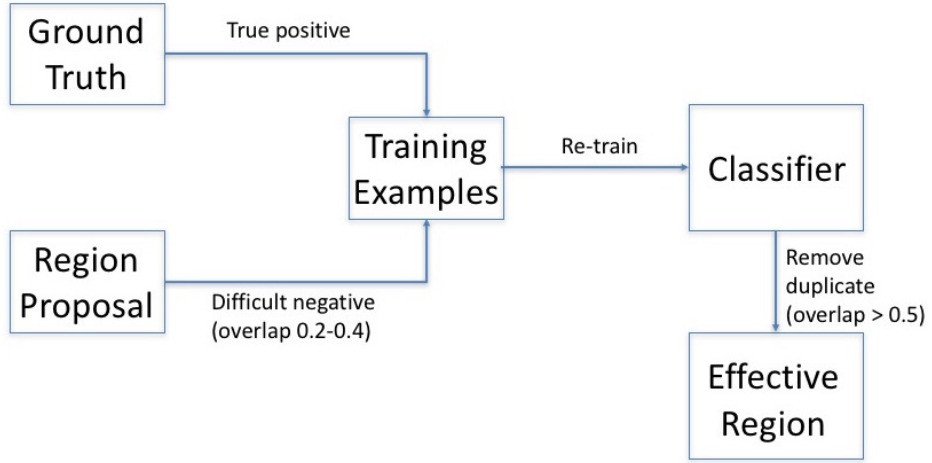 Ground
Truth
True positive
Training
Examples
Re-train
Classifier
Region
Proposal
Difficult negative
(overlap 0.2-0.4)
Remove
duplicate
(overlap > 0.5)
Effective
Region